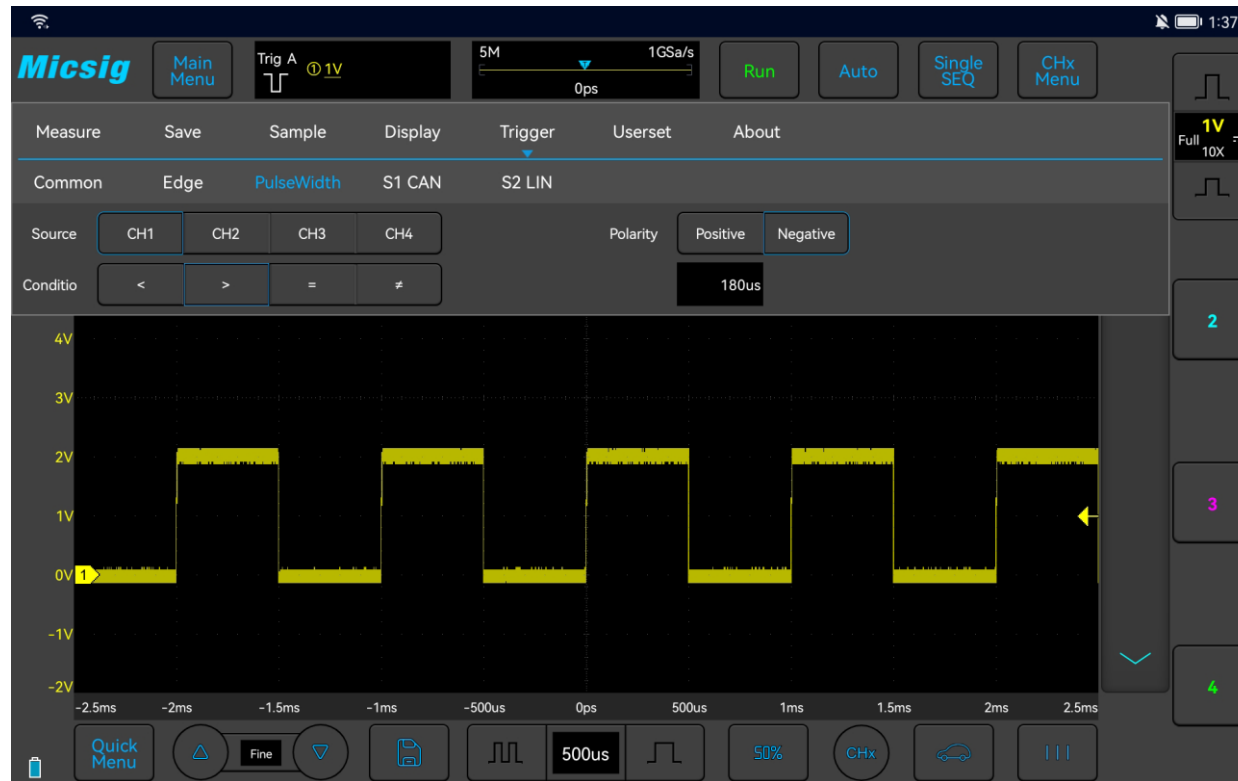 1:37
Micsig
Main Menu
Trig A ① 1V
5M 1GSa/s
0ps
Run
Auto
Single SEQ
CHx Menu
Measure Save Sample Display Trigger Userset About
1V
Full
10X
Common Edge PulseWidth S1 CAN S2 LIN
Source CH1 CH2 CH3 CH4 Polarity Positive Negative
Conditio < > = ≠ 180us
4V
2
3V
2V
1V
3
0V 1
-1V
-2V
4
-2.5ms -2ms -1.5ms -1ms -500us 0ps 500us 1ms 1.5ms 2ms 2.5ms
Quick Menu
Fine
500us
50%
CHx